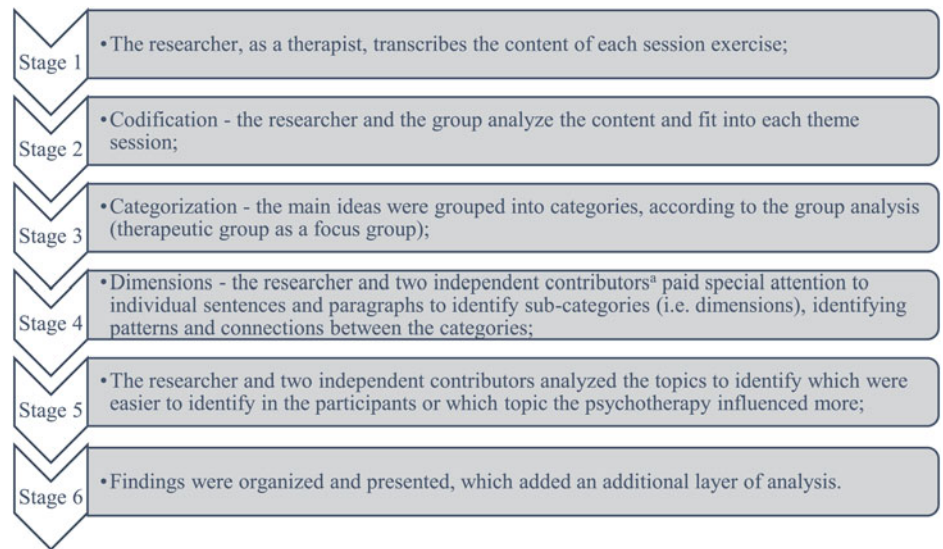 Stage 1
•The researcher, as a therapist, transcribes the content of each session exercise;
Stage 2
•Codification - the researcher and the group analyze the content and fit into each theme
session;
Stage 3
•Categorization - the main ideas were grouped into categories, according to the group analysis
(therapeutic group as a focus group);
Stage 4
•Dimensions - the researcher and two independent contributorsᵃ paid special attention to
individual sentences and paragraphs to identify sub-categories (i.e. dimensions), identifying
patterns and connections between the categories;
Stage 5
•The researcher and two independent contributors analyzed the topics to identify which were
easier to identify in the participants or which topic the psychotherapy influenced more;
Stage 6
•Findings were organized and presented, which added an additional layer of analysis.